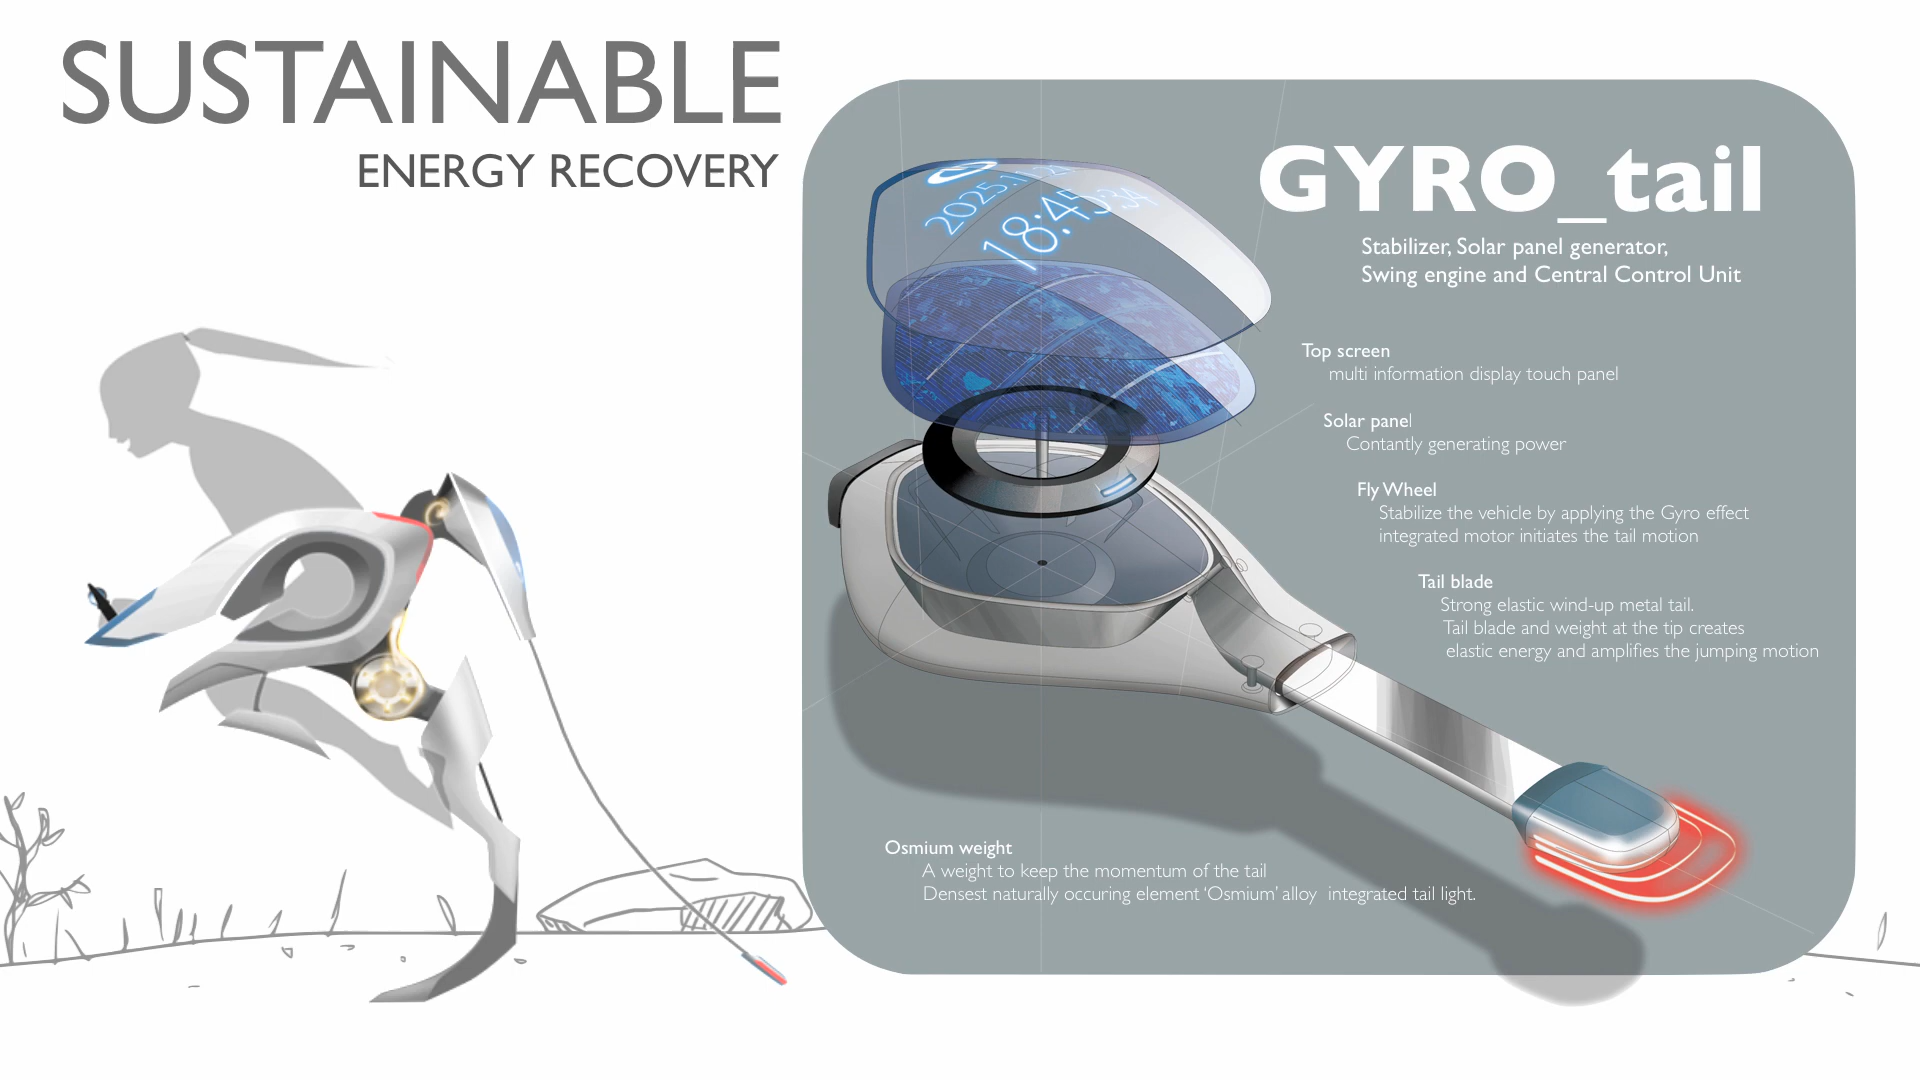 SUSTAINABLE
ENERGY RECOVERY
GYRO_tail
Stabilizer, Solar panel generator,
Swing engine and Central Control Unit
Top screen
multi information display touch panel
Solar panel
Contantly generating power
Fly Wheel
Stabilize the vehicle by applying the Gyro effect
integrated motor initiates the tail motion
Tail blade
Strong elastic wind-up metal tail.
Tail blade and weight at the tip creates
elastic energy and amplifies the jumping motion
Osmium weight
A weight to keep the momentum of the tail
Densest naturally occuring element ‘Osmium’ alloy  integrated tail light.